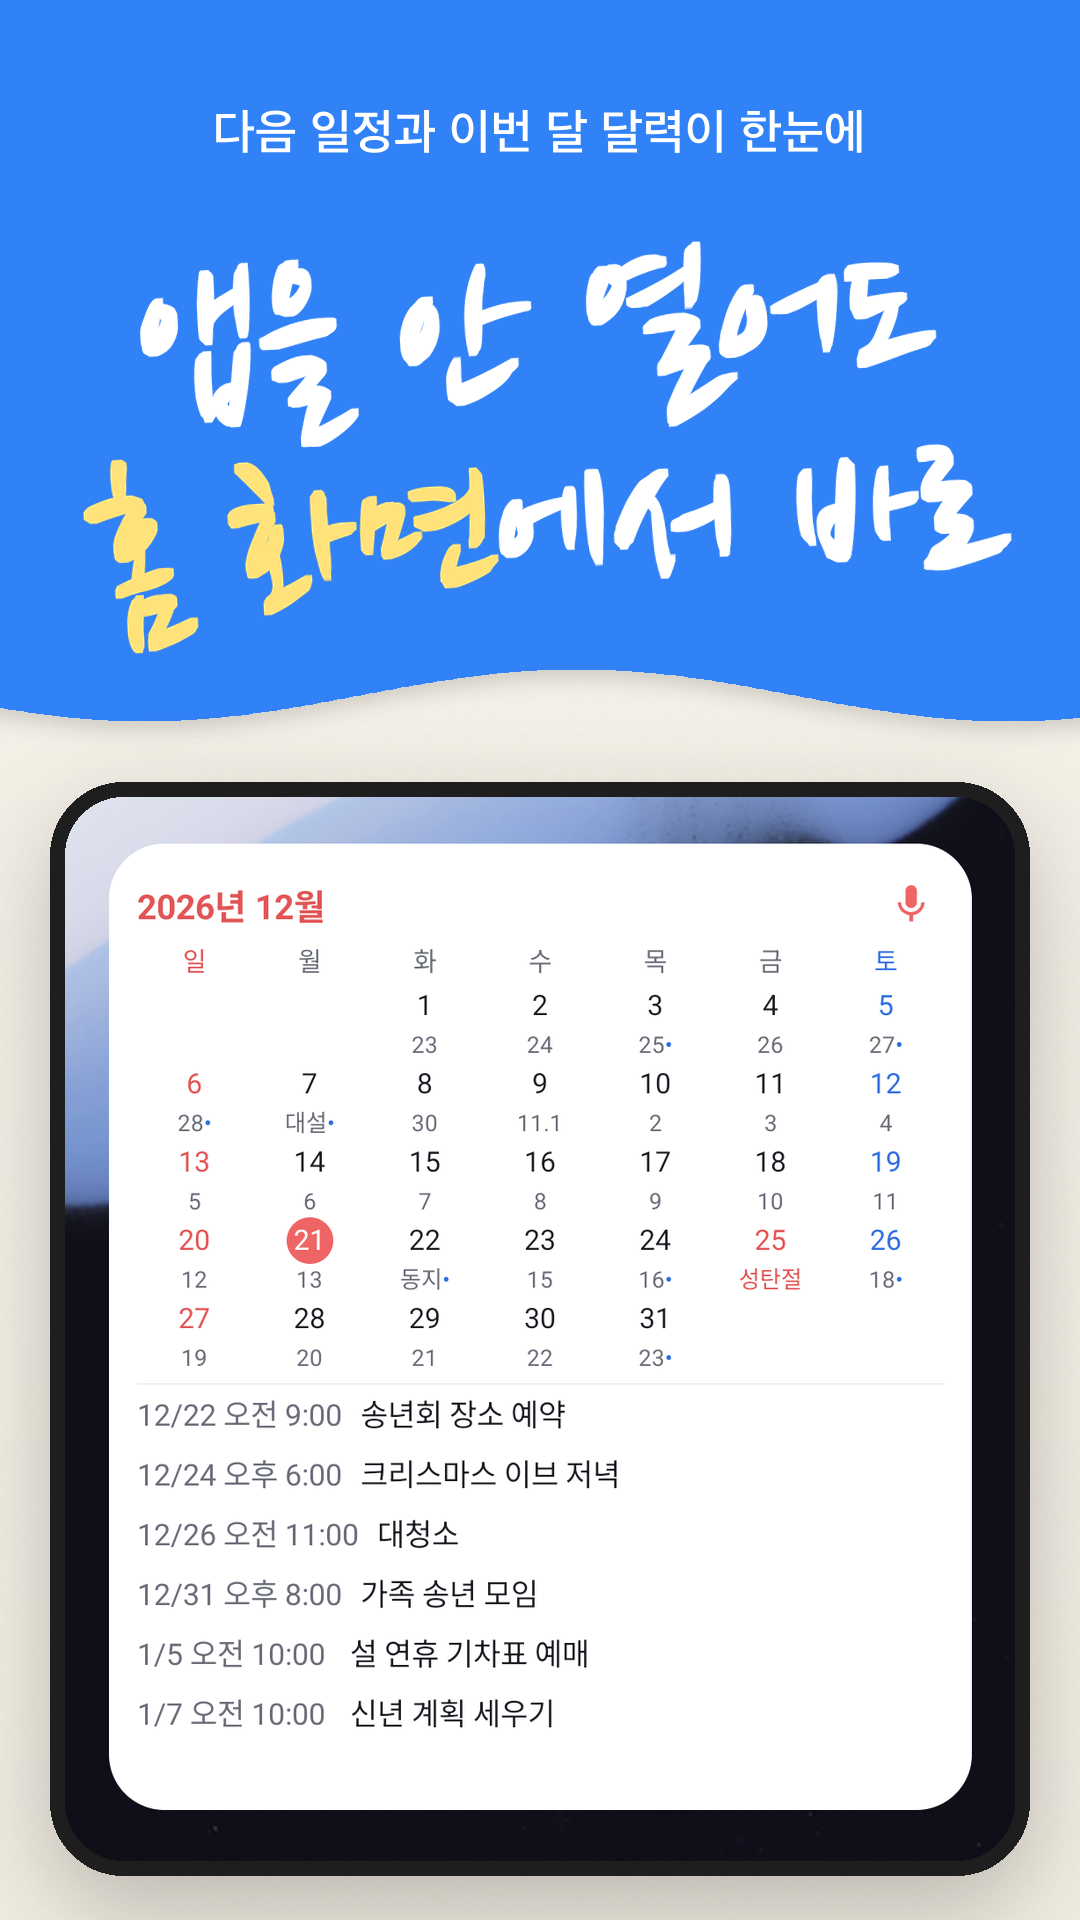 다음 일정과 이번 달 달력이 한눈에
앱을 안 열어도
홈 화면에서 바로
2026년 12월
일 월 화 수 목 금 토
1 2 3 4 5
23 24 25• 26 27•
6 7 8 9 10 11 12
28• 대설• 30 11.1 2 3 4
13 14 15 16 17 18 19
5 6 7 8 9 10 11
20 21 22 23 24 25 26
12 13 동지• 15 16• 성탄절 18•
27 28 29 30 31
19 20 21 22 23•
12/22 오전 9:00 송년회 장소 예약
12/24 오후 6:00 크리스마스 이브 저녁
12/26 오전 11:00 대청소
12/31 오후 8:00 가족 송년 모임
1/5 오전 10:00 설 연휴 기차표 예매
1/7 오전 10:00 신년 계획 세우기